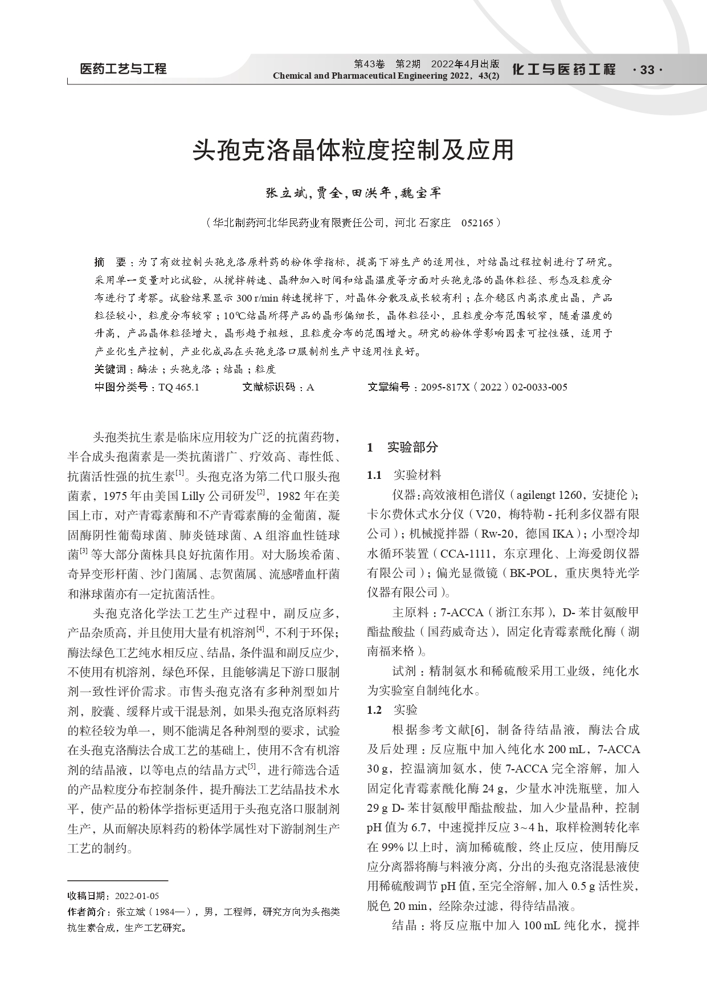 医药工艺与工程
第43卷　第2期　2022年4月出版
Chemical and Pharmaceutical Engineering 2022，43(2)
化工与医药工程 ·33·
头孢克洛晶体粒度控制及应用
张立斌，贾全，田洪年，魏宝军
（华北制药河北华民药业有限责任公司，河北 石家庄　052165）
摘　要：为了有效控制头孢克洛原料药的粉体学指标，提高下游生产的适用性，对结晶过程控制进行了研究。
采用单一变量对比试验，从搅拌转速、晶种加入时间和结晶温度等方面对头孢克洛的晶体粒径、形态及粒度分
布进行了考察。试验结果显示 300 r/min 转速搅拌下，对晶体分散及成长较有利；在介稳区内高浓度出晶，产品
粒径较小，粒度分布较窄；10℃结晶所得产品的晶形偏细长，晶体粒径小，且粒度分布范围较窄，随着温度的
升高，产品晶体粒径增大，晶形趋于粗短，且粒度分布的范围增大。研究的粉体学影响因素可控性强，适用于
产业化生产控制，产业化成品在头孢克洛口服制剂生产中适用性良好。
关键词：酶法；头孢克洛；结晶；粒度
中图分类号：TQ 465.1　　文献标识码：A　　文章编号：2095-817X（2022）02-0033-005
头孢类抗生素是临床应用较为广泛的抗菌药物，
半合成头孢菌素是一类抗菌谱广、疗效高、毒性低、
抗菌活性强的抗生素[1]。头孢克洛为第二代口服头孢
菌素，1975 年由美国 Lilly 公司研发[2]，1982 年在美
国上市，对产青霉素酶和不产青霉素酶的金葡菌，凝
固酶阴性葡萄球菌、肺炎链球菌、A 组溶血性链球
菌[3] 等大部分菌株具良好抗菌作用。对大肠埃希菌、
奇异变形杆菌、沙门菌属、志贺菌属、流感嗜血杆菌
和淋球菌亦有一定抗菌活性。
头孢克洛化学法工艺生产过程中，副反应多，
产品杂质高，并且使用大量有机溶剂[4]，不利于环保；
酶法绿色工艺纯水相反应、结晶，条件温和副反应少，
不使用有机溶剂，绿色环保，且能够满足下游口服制
剂一致性评价需求。市售头孢克洛有多种剂型如片
剂，胶囊、缓释片或干混悬剂，如果头孢克洛原料药
的粒径较为单一，则不能满足各种剂型的要求，试验
在头孢克洛酶法合成工艺的基础上，使用不含有机溶
剂的结晶液，以等电点的结晶方式[5]，进行筛选合适
的产品粒度分布控制条件，提升酶法工艺结晶技术水
平，使产品的粉体学指标更适用于头孢克洛口服制剂
生产，从而解决原料药的粉体学属性对下游制剂生产
工艺的制约。
收稿日期：2022-01-05
作者简介：张立斌（1984—），男，工程师，研究方向为头孢类
抗生素合成，生产工艺研究。
1　实验部分
1.1　实验材料
仪器：高效液相色谱仪（agilengt 1260，安捷伦）；
卡尔费休式水分仪（V20，梅特勒 - 托利多仪器有限
公司）；机械搅拌器（Rw-20，德国 IKA）；小型冷却
水循环装置（CCA-1111，东京理化、上海爱朗仪器
有限公司）；偏光显微镜（BK-POL，重庆奥特光学
仪器有限公司）。
主原料：7-ACCA（浙江东邦），D- 苯甘氨酸甲
酯盐酸盐（国药威奇达），固定化青霉素酰化酶（湖
南福来格）。
试剂：精制氨水和稀硫酸采用工业级，纯化水
为实验室自制纯化水。
1.2　实验
根据参考文献[6]，制备待结晶液，酶法合成
及后处理：反应瓶中加入纯化水 200 mL，7-ACCA
30 g，控温滴加氨水，使 7-ACCA 完全溶解，加入
固定化青霉素酰化酶 24 g，少量水冲洗瓶壁，加入
29 g D- 苯甘氨酸甲酯盐酸盐，加入少量晶种，控制
pH 值为 6.7，中速搅拌反应 3~4 h，取样检测转化率
在 99% 以上时，滴加稀硫酸，终止反应，使用酶反
应分离器将酶与料液分离，分出的头孢克洛混悬液使
用稀硫酸调节 pH 值，至完全溶解，加入 0.5 g 活性炭，
脱色 20 min，经除杂过滤，得待结晶液。
结晶：将反应瓶中加入 100 mL 纯化水，搅拌